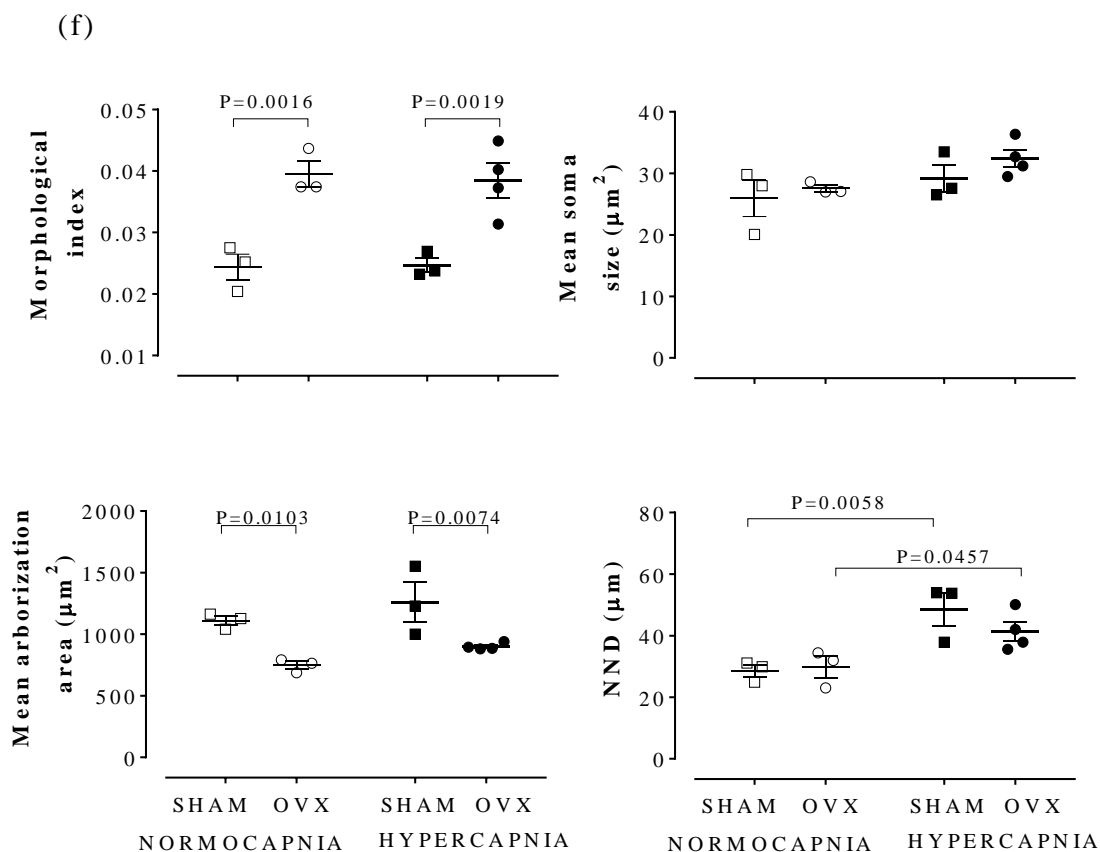 (f)
P=0.0016
P=0.0019
0.05
0.04
0.03
0.02
0.01
Morphological
index
40
30
20
10
0
Mean soma
size (μm²)
P=0.0103
P=0.0074
2000
1500
1000
500
0
Mean arborization
area (μm²)
SHAM OVX SHAM OVX
NORMOCAPNIA HYPERCAPNIA
P=0.0058
P=0.0457
80
60
40
20
0
NND (μm)
SHAM OVX SHAM OVX
NORMOCAPNIA HYPERCAPNIA